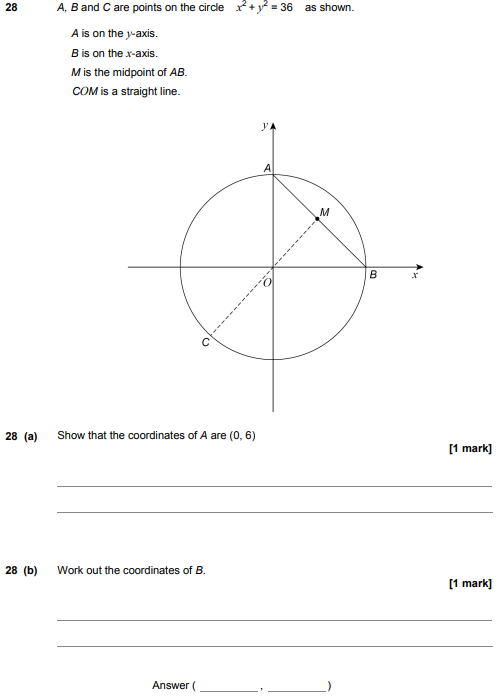 28 A, B and C are points on the circle x² + y² = 36 as shown.
A is on the y-axis.
B is on the x-axis.
M is the midpoint of AB.
COM is a straight line.
y
A
M
O
B
x
C
28 (a) Show that the coordinates of A are (0, 6)
[1 mark]
28 (b) Work out the coordinates of B.
[1 mark]
Answer ( ________ , ________ )